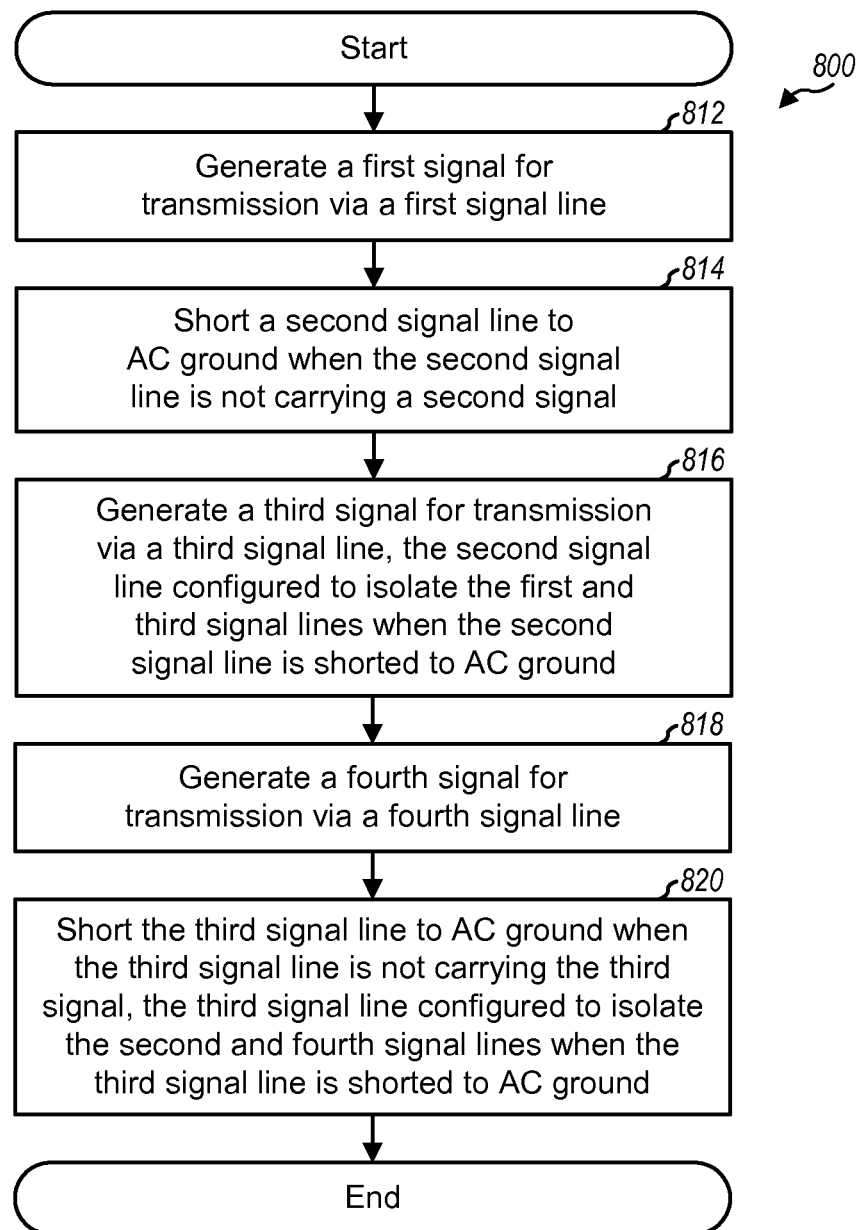 Start
800
812
Generate a first signal for
transmission via a first signal line
814
Short a second signal line to
AC ground when the second signal
line is not carrying a second signal
816
Generate a third signal for transmission
via a third signal line, the second signal
line configured to isolate the first and
third signal lines when the second
signal line is shorted to AC ground
818
Generate a fourth signal for
transmission via a fourth signal line
820
Short the third signal line to AC ground when
the third signal line is not carrying the third
signal, the third signal line configured to isolate
the second and fourth signal lines when the
third signal line is shorted to AC ground
End